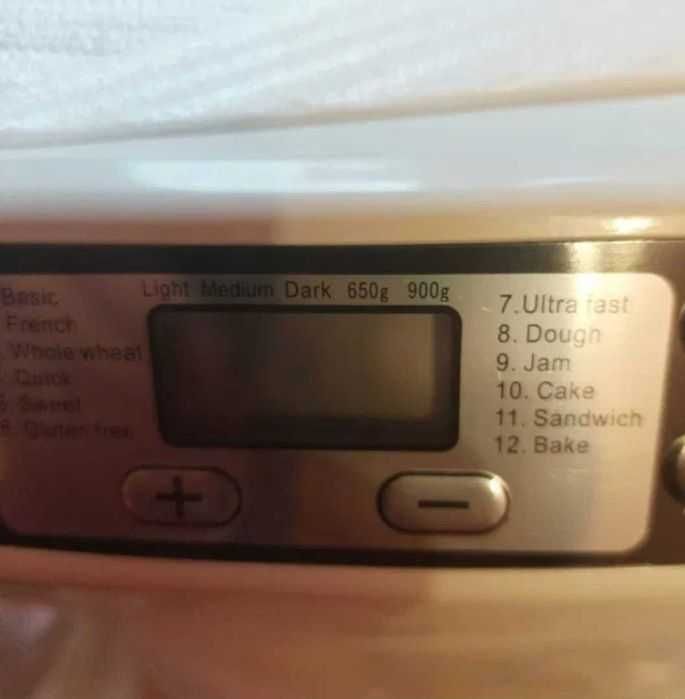 Light Medium Dark 650g 900g
Basic
French
Whole wheat
Quick
Sweet
6. Gluten free
7.Ultra fast
8. Dough
9. Jam
10. Cake
11. Sandwich
12. Bake
+
−